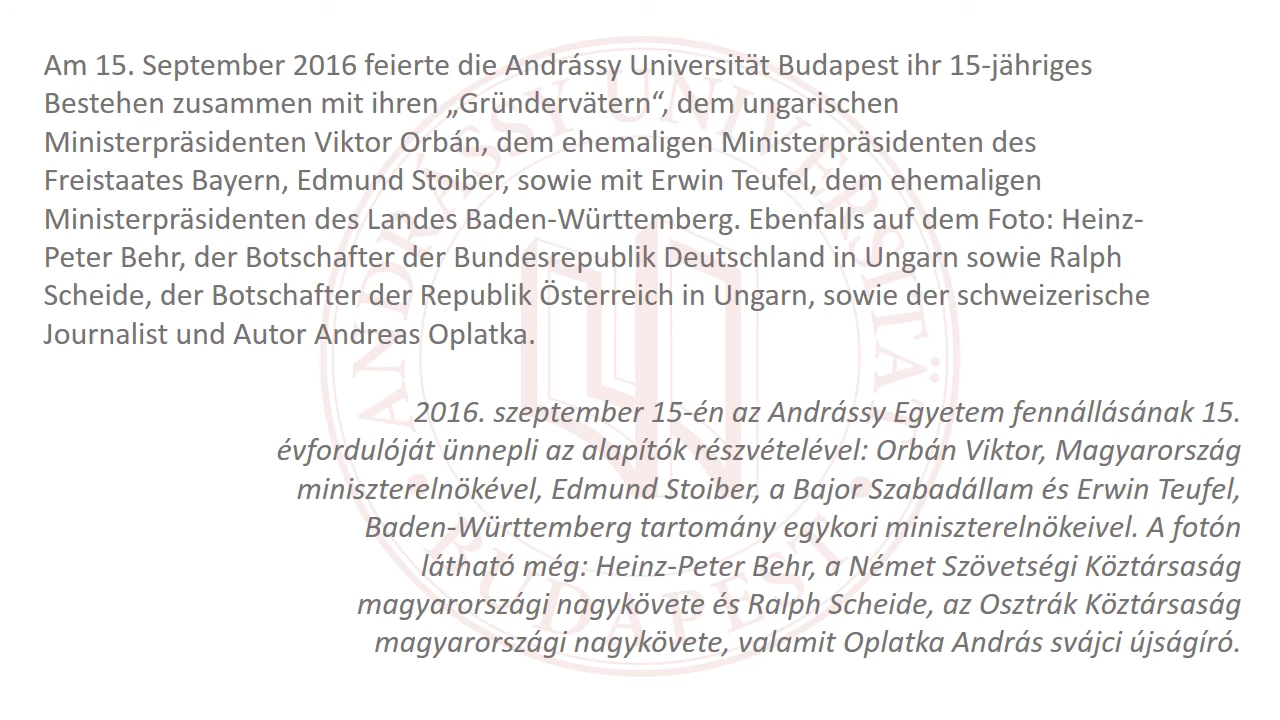 Am 15. September 2016 feierte die Andrássy Universität Budapest ihr 15-jähriges
Bestehen zusammen mit ihren „Gründervätern“, dem ungarischen
Ministerpräsidenten Viktor Orbán, dem ehemaligen Ministerpräsidenten des
Freistaates Bayern, Edmund Stoiber, sowie mit Erwin Teufel, dem ehemaligen
Ministerpräsidenten des Landes Baden-Württemberg. Ebenfalls auf dem Foto: Heinz-
Peter Behr, der Botschafter der Bundesrepublik Deutschland in Ungarn sowie Ralph
Scheide, der Botschafter der Republik Österreich in Ungarn, sowie der schweizerische
Journalist und Autor Andreas Oplatka.
2016. szeptember 15-én az Andrássy Egyetem fennállásának 15.
évfordulóját ünnepli az alapítók részvételével: Orbán Viktor, Magyarország
miniszterelnökével, Edmund Stoiber, a Bajor Szabadállam és Erwin Teufel,
Baden-Württemberg tartomány egykori miniszterelnökeivel. A fotón
látható még: Heinz-Peter Behr, a Német Szövetségi Köztársaság
magyarországi nagykövete és Ralph Scheide, az Osztrák Köztársaság
magyarországi nagykövete, valamit Oplatka András svájci újságíró.
ANDRÁSSY UNIVERSITÄT
BUDAPEST